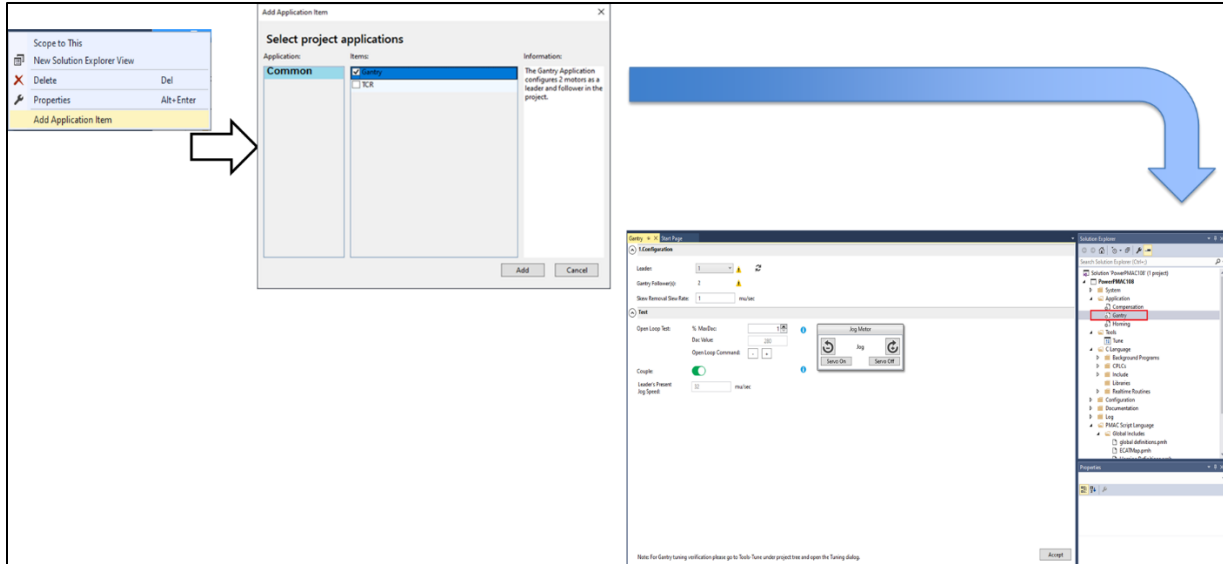 Scope to This
New Solution Explorer View
Delete Del
Properties Alt+Enter
Add Application Item
Add Application Item
Select project applications
Application: Items: Information:
Common
Gantry
TCR
The Gantry Application
configures 2 motors as a
leader and follower in the
project.
Add Cancel
Gantry Start Page
1.Configuration
Leader: 1
Gantry Follower(s): 2
Skew Removal Slew Rate: 1 mu/sec
Test
Open Loop Test: % MaxDac:
Dac Value:
Open Loop Command: - +
Jog Meter
Jog
Servo On Servo Off
Couple:
Leader's Present
Jog Speed: mu/sec
Note: For Gantry tuning verification please go to Tools-Tune under project tree and open the Tuning dialog.
Accept
Solution Explorer
Search Solution Explorer (Ctrl+;)
Solution 'PowerPMAC108' (1 project)
PowerPMAC108
System
Application
Compensation
Gantry
Homing
Tools
Tune
C Language
Background Programs
CPLCs
Include
Libraries
Realtime Routines
Configuration
Documentation
Log
PMAC Script Language
Global Includes
global definitions.pmh
ECATMap.pmh
Properties